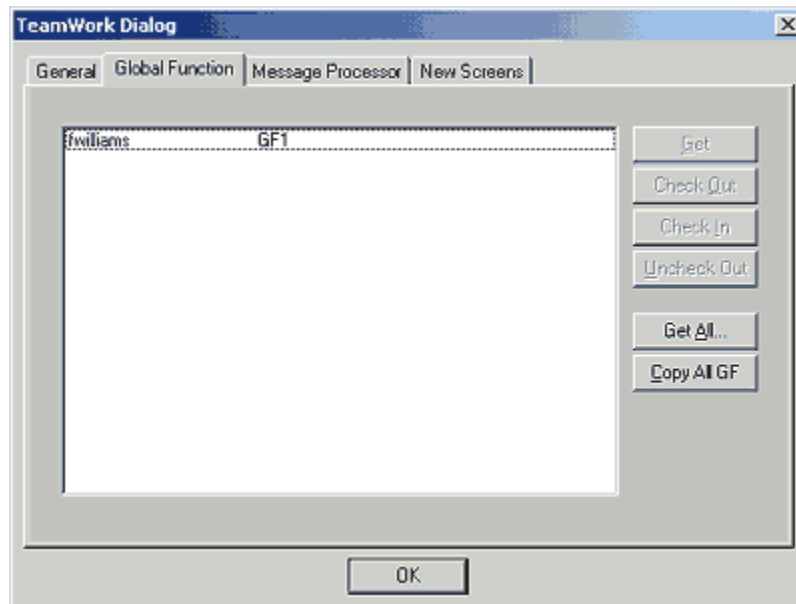 TeamWork Dialog
General Global Function Message Processor New Screens
fwilliams GF1
Get
Check Out
Check In
Uncheck Out
Get All...
Copy All GF
OK